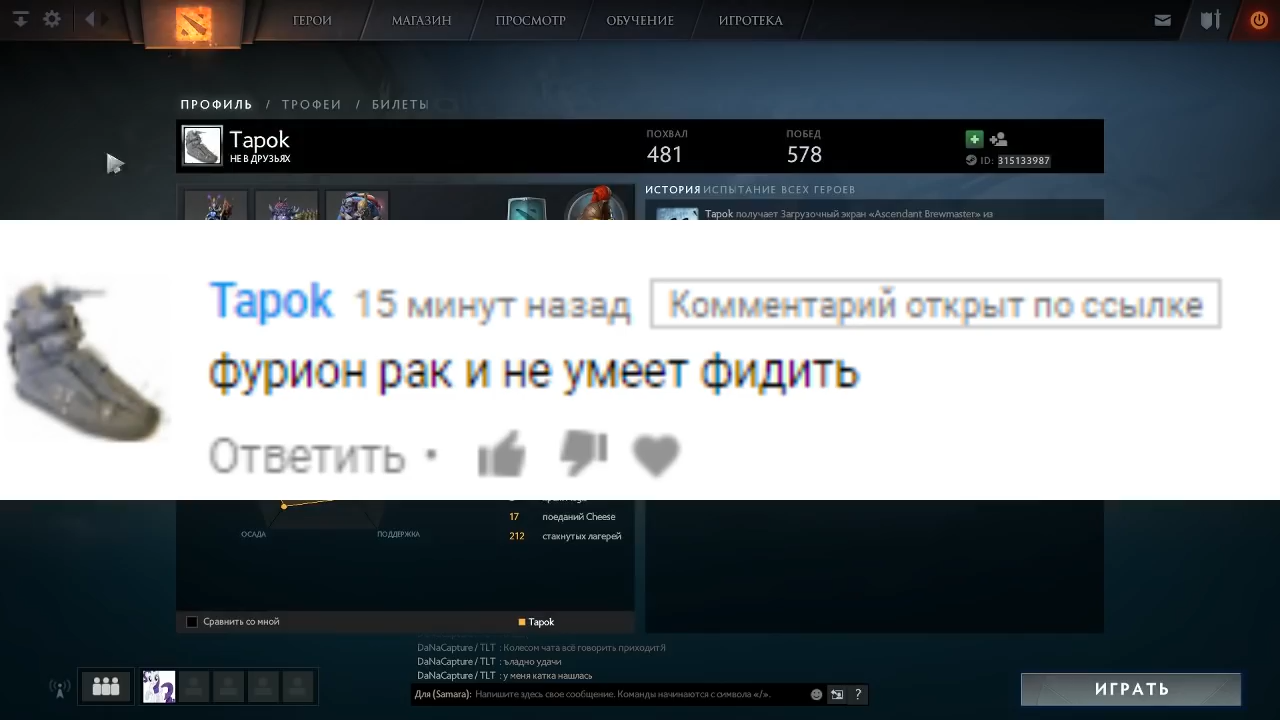 ГЕРОИ МАГАЗИН ПРОСМОТР ОБУЧЕНИЕ ИГРОТЕКА
ПРОФИЛЬ / ТРОФЕИ / БИЛЕТЫ
Tapok
НЕ В ДРУЗЬЯХ
ПОХВАЛ
481
ПОБЕД
578
ID: 315133987
ИСТОРИЯ ИСПЫТАНИЕ ВСЕХ ГЕРОЕВ
Tapok получает Загрузочный экран «Ascendant Brewmaster» из
Tapok 15 минут назад Комментарий открыт по ссылке
фурион рак и не умеет фидить
Ответить •
17 поеданий Cheese
212 стакнутых лагерей
ОСАДА ПОДДЕРЖКА
Сравнить со мной Tapok
DaNaCapture / TLT : Колесом чата всё говорить приходитЯ
DaNaCapture / TLT : ъладно удачи
DaNaCapture / TLT : у меня катка нашлась
Для (Samara): Напишите здесь свое сообщение. Команды начинаются с символа «/». ?
ИГРАТЬ